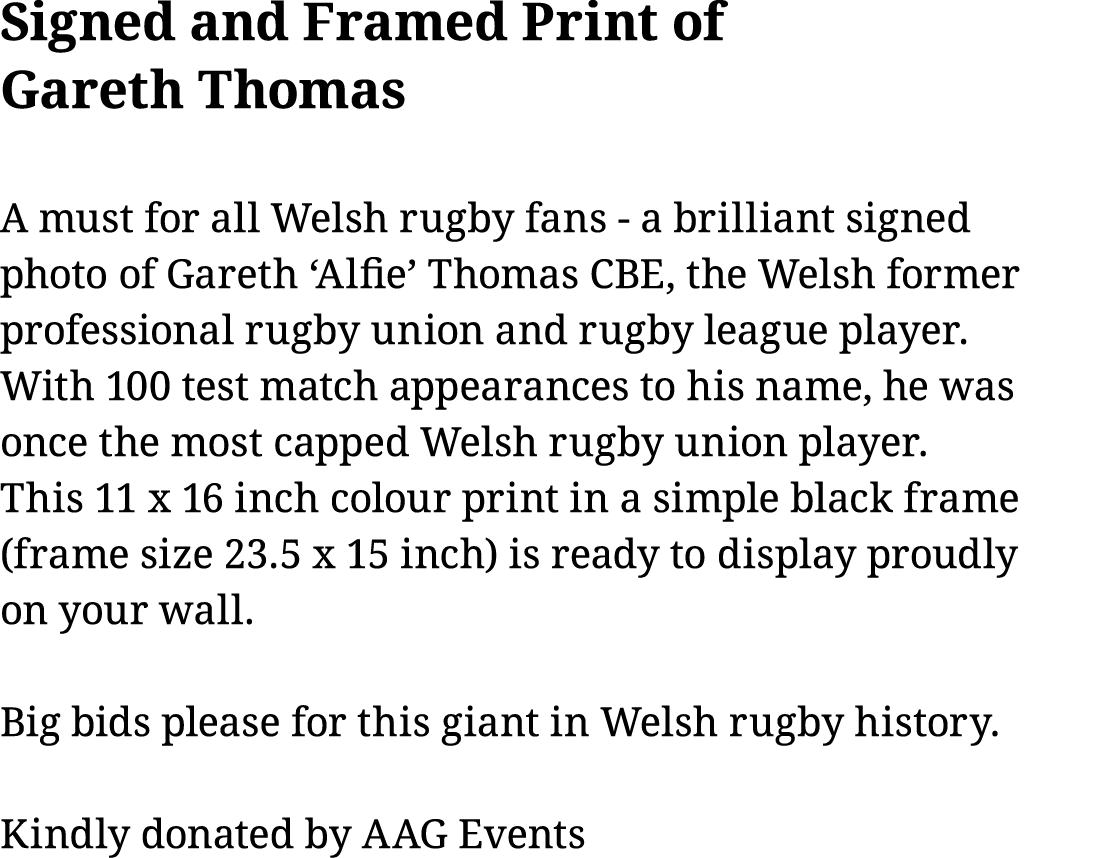 Signed and Framed Print of
Gareth Thomas
A must for all Welsh rugby fans - a brilliant signed
photo of Gareth ‘Alfie’ Thomas CBE, the Welsh former
professional rugby union and rugby league player.
With 100 test match appearances to his name, he was
once the most capped Welsh rugby union player.
This 11 x 16 inch colour print in a simple black frame
(frame size 23.5 x 15 inch) is ready to display proudly
on your wall.
Big bids please for this giant in Welsh rugby history.
Kindly donated by AAG Events